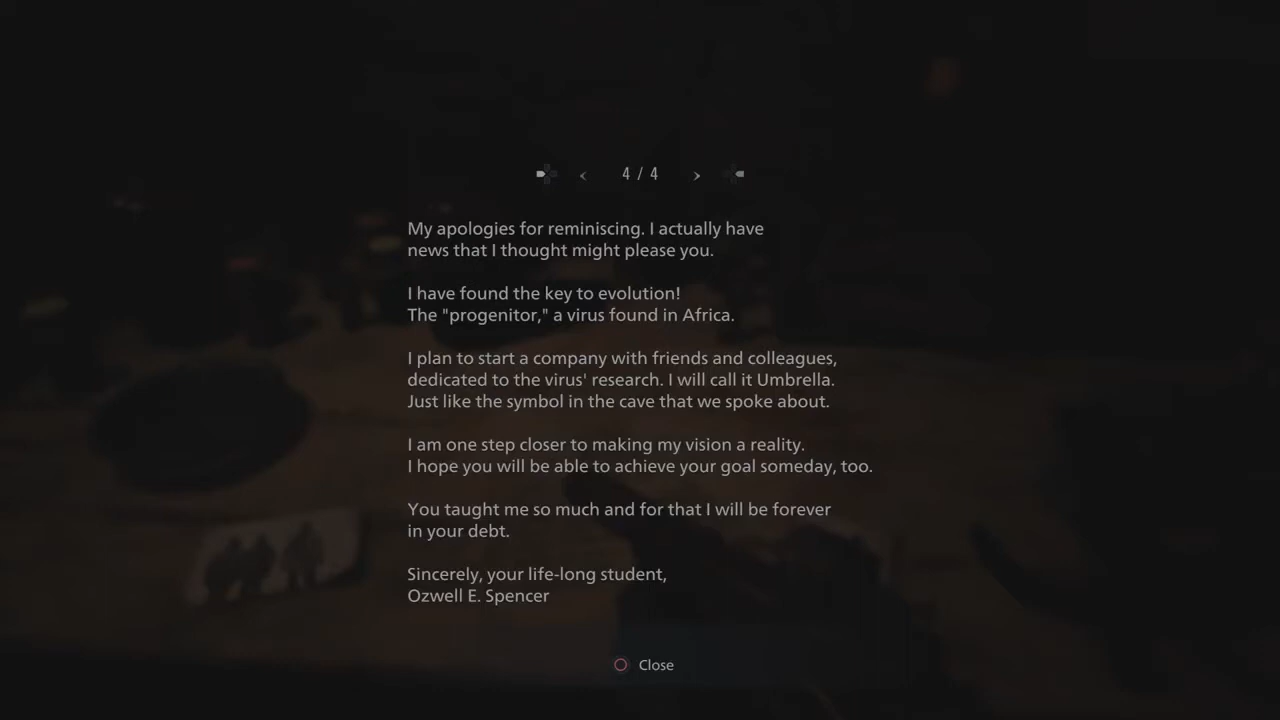 < 4 / 4 >
My apologies for reminiscing. I actually have
news that I thought might please you.
I have found the key to evolution!
The "progenitor," a virus found in Africa.
I plan to start a company with friends and colleagues,
dedicated to the virus' research. I will call it Umbrella.
Just like the symbol in the cave that we spoke about.
I am one step closer to making my vision a reality.
I hope you will be able to achieve your goal someday, too.
You taught me so much and for that I will be forever
in your debt.
Sincerely, your life-long student,
Ozwell E. Spencer
Close